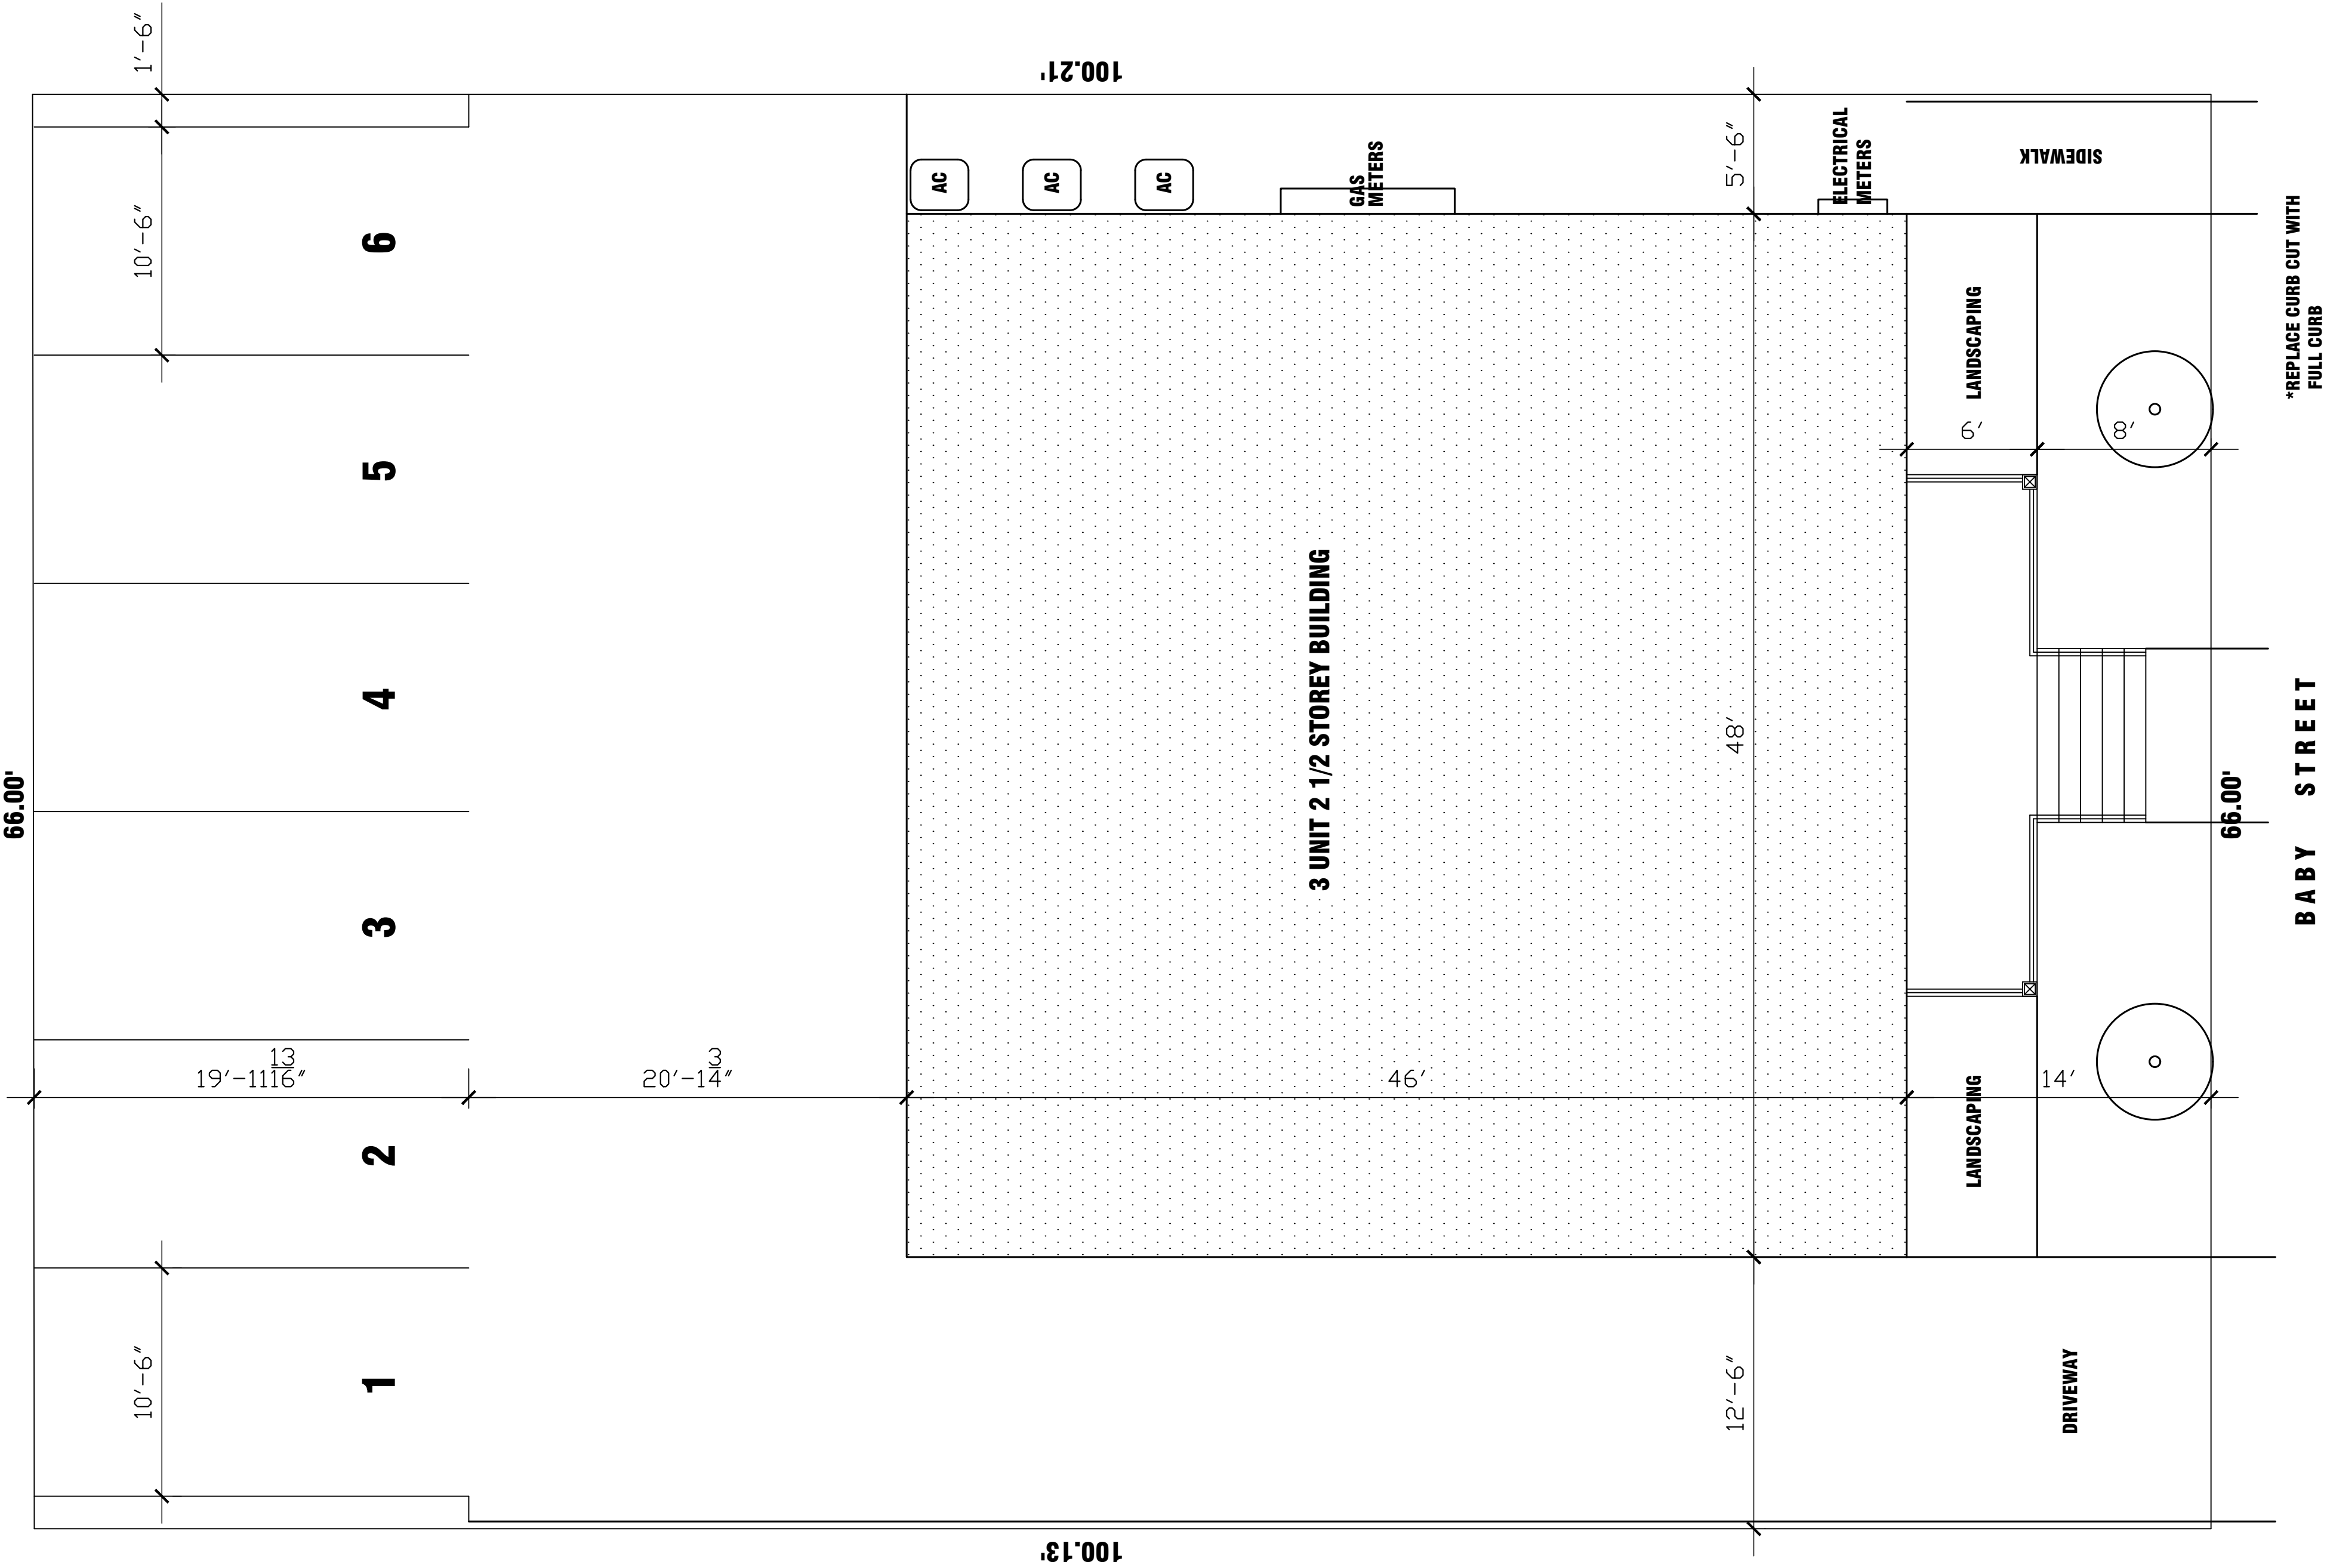 1'-6"
100.21'
10'-6"
6
AC
AC
AC
GAS
METERS
5'-6"
ELECTRICAL
METERS
SIDEWALK
*REPLACE CURB CUT WITH
FULL CURB
LANDSCAPING
6'
8'
5
4
3 UNIT 2 1/2 STOREY BUILDING
48'
66.00'
66.00'
BABY STREET
3
19'-11 13/16"
20'-1 3/4"
46'
14'
2
LANDSCAPING
10'-6"
1
12'-6"
DRIVEWAY
100.13'